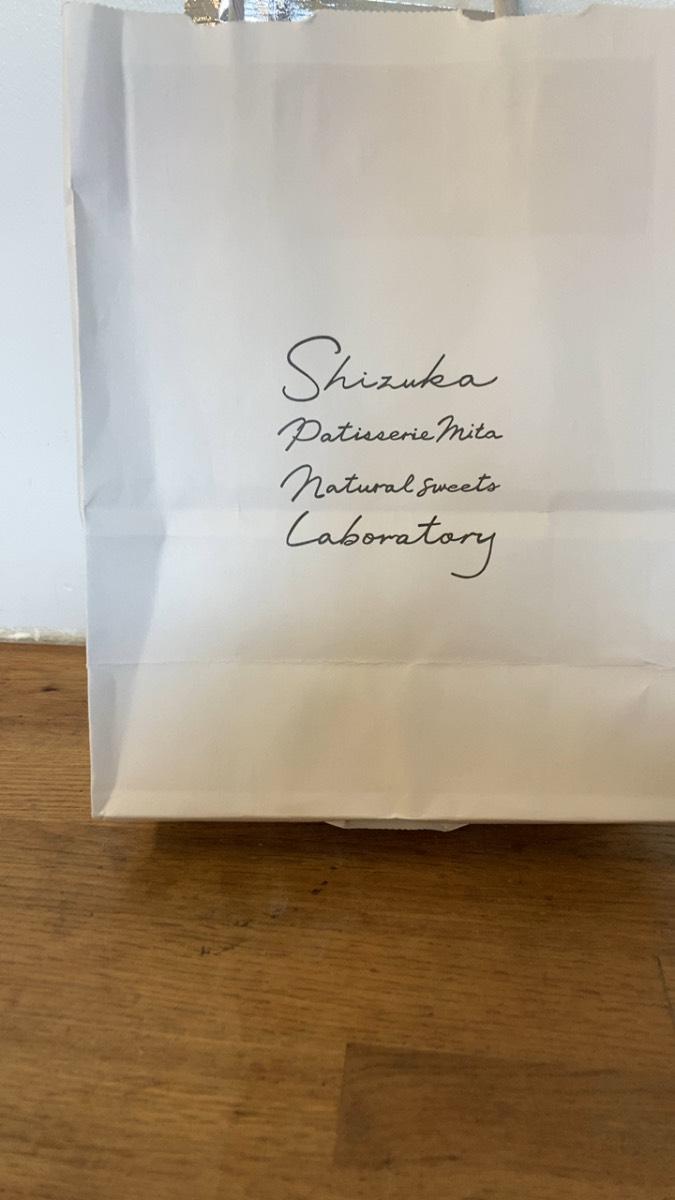 Shizuka
Patisserie Mita
Natural sweets
Laboratory